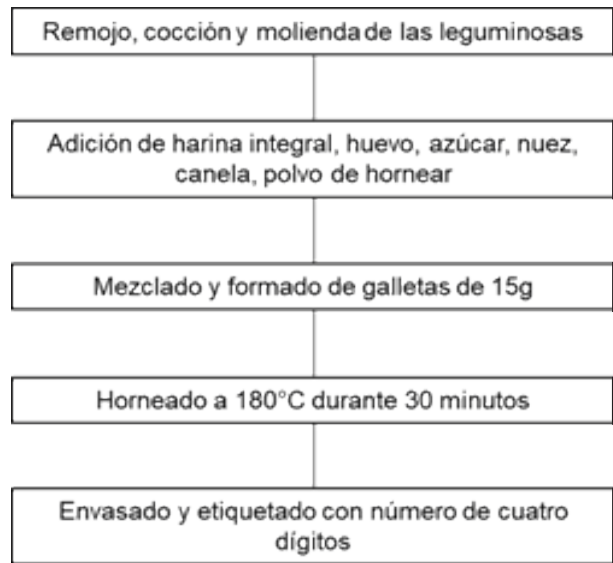 Remojo, cocción y molienda de las leguminosas
Adición de harina integral, huevo, azúcar, nuez,
canela, polvo de hornear
Mezclado y formado de galletas de 15g
Horneado a 180°C durante 30 minutos
Envasado y etiquetado con número de cuatro
dígitos